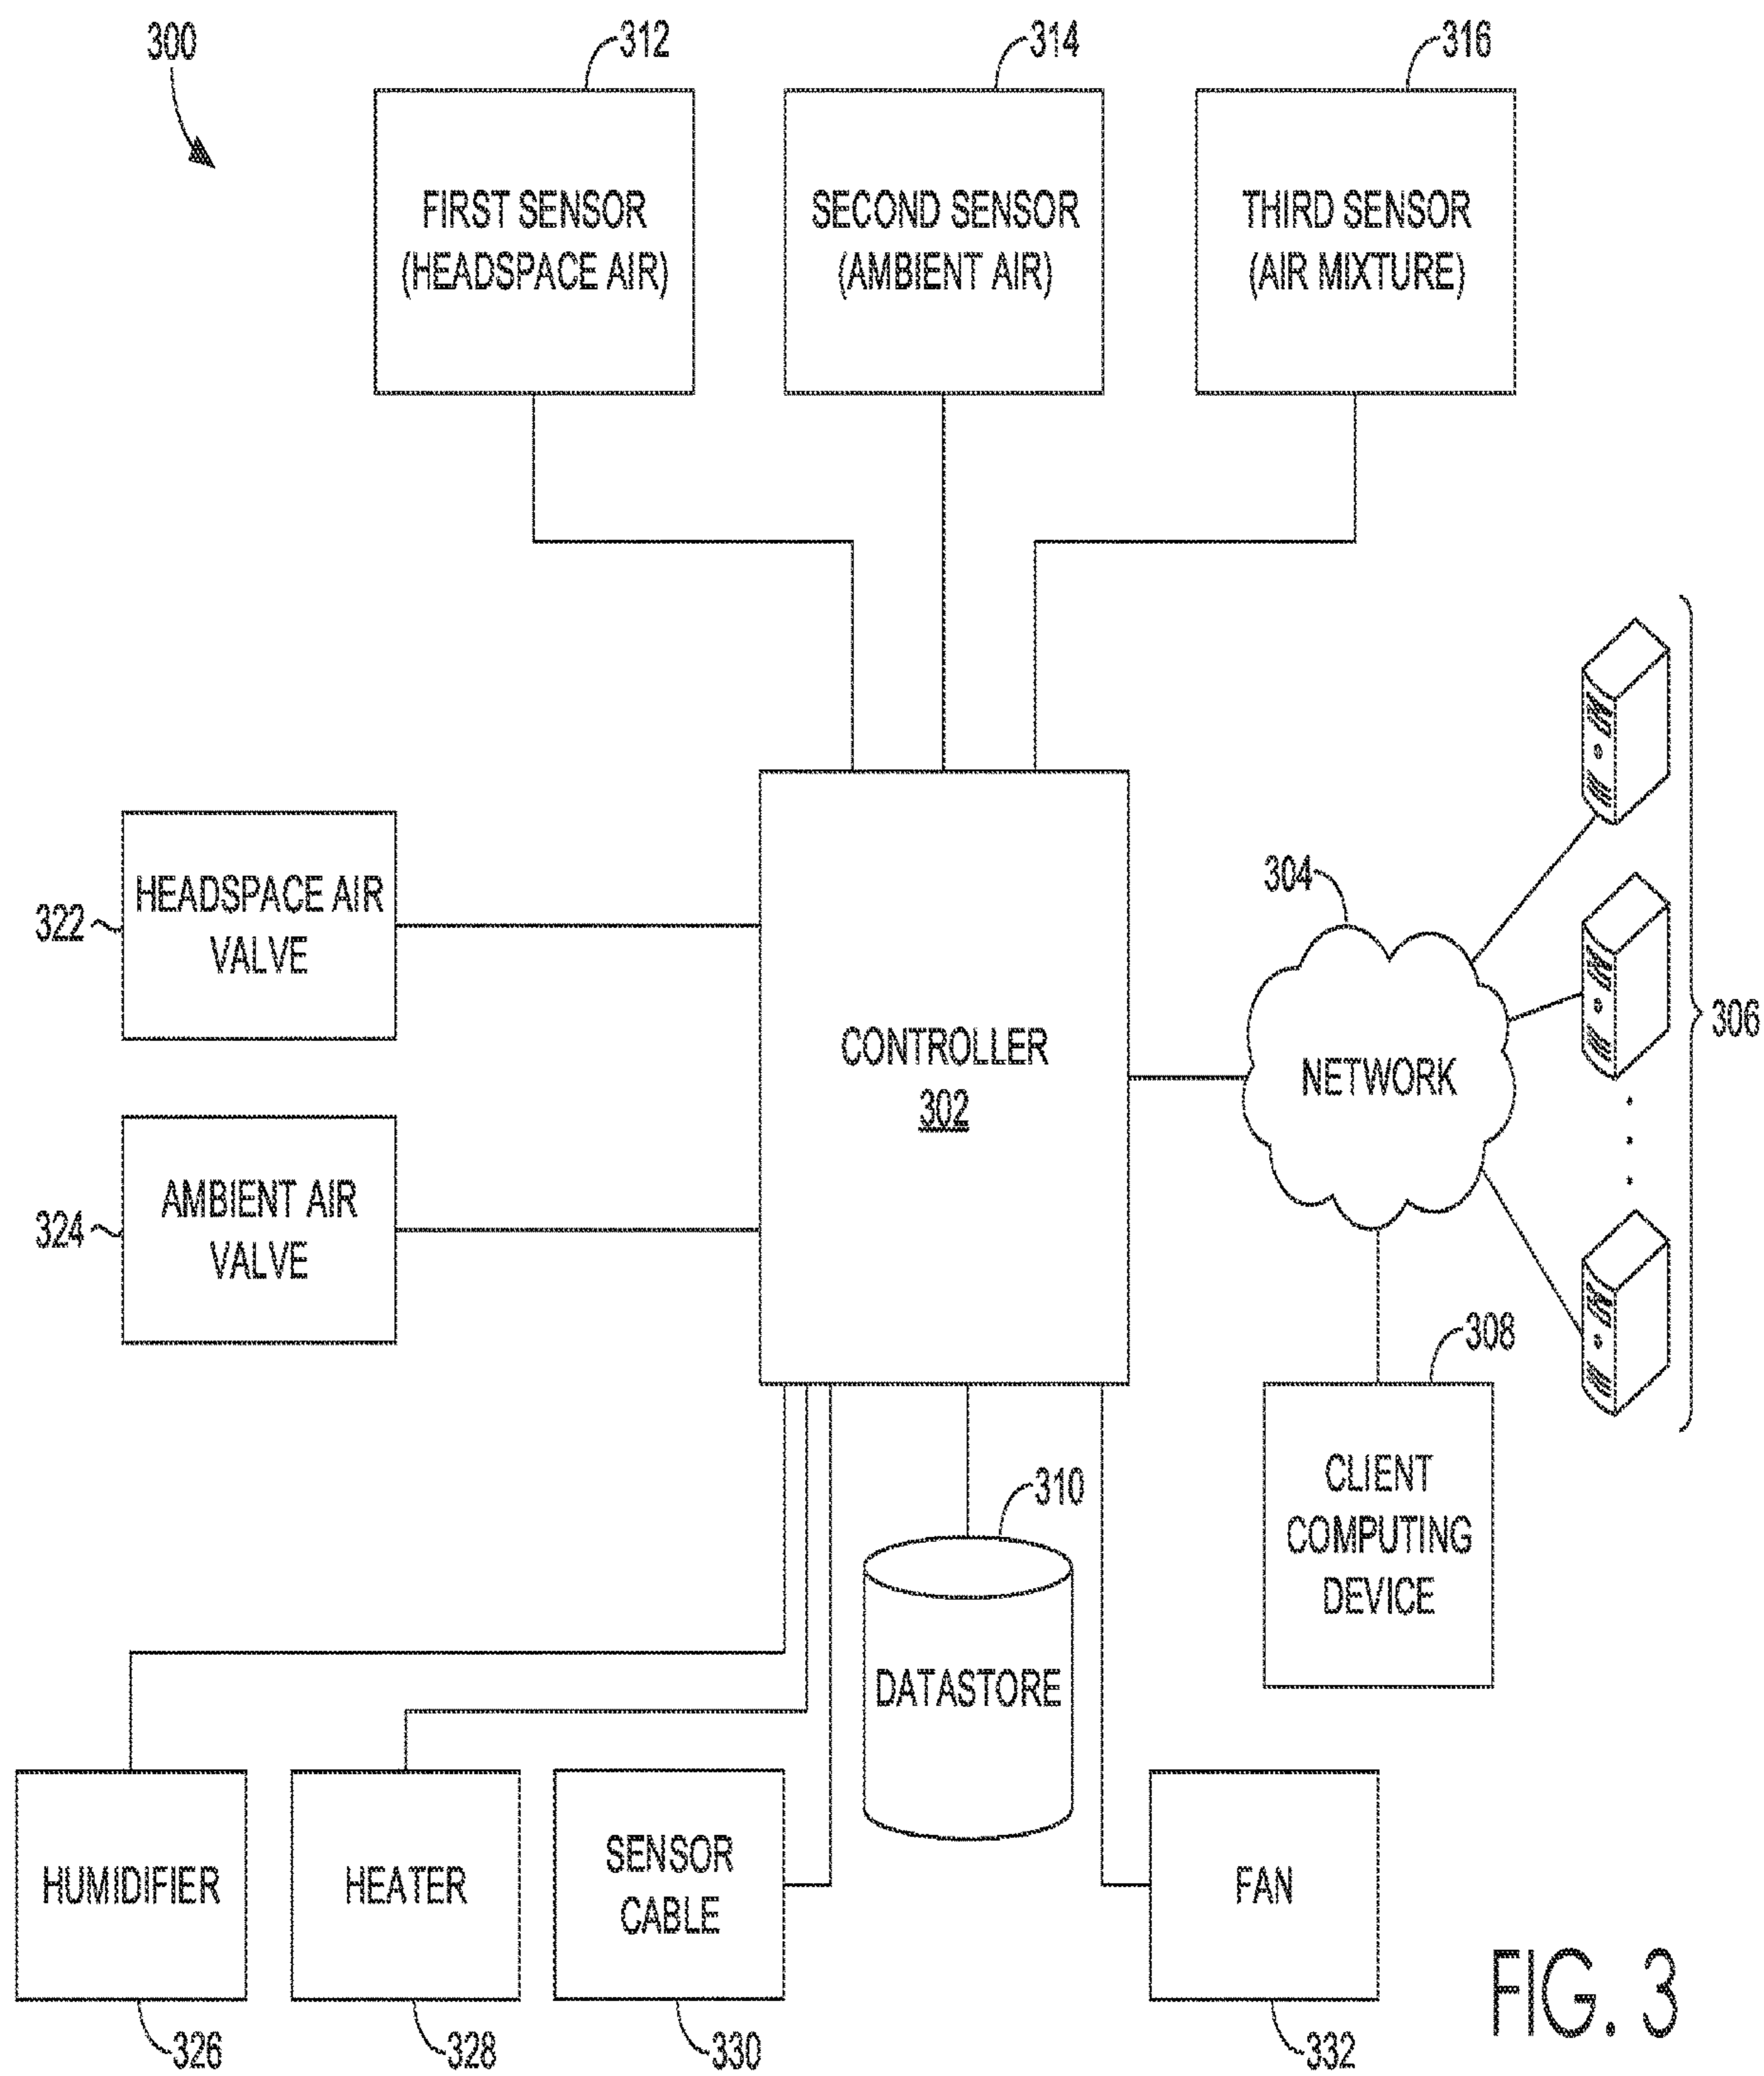 300
312
314
316
FIRST SENSOR
(HEADSPACE AIR)
SECOND SENSOR
(AMBIENT AIR)
THIRD SENSOR
(AIR MIXTURE)
322
HEADSPACE AIR
VALVE
324
AMBIENT AIR
VALVE
CONTROLLER
302
304
NETWORK
306
308
CLIENT
COMPUTING
DEVICE
310
DATASTORE
HUMIDIFIER
HEATER
SENSOR
CABLE
FAN
326
328
330
332
FIG. 3